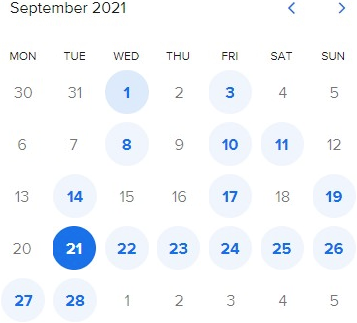 September 2021
MON TUE WED THU FRI SAT SUN
30 31 1 2 3 4 5
6 7 8 9 10 11 12
13 14 15 16 17 18 19
20 21 22 23 24 25 26
27 28 1 2 3 4 5